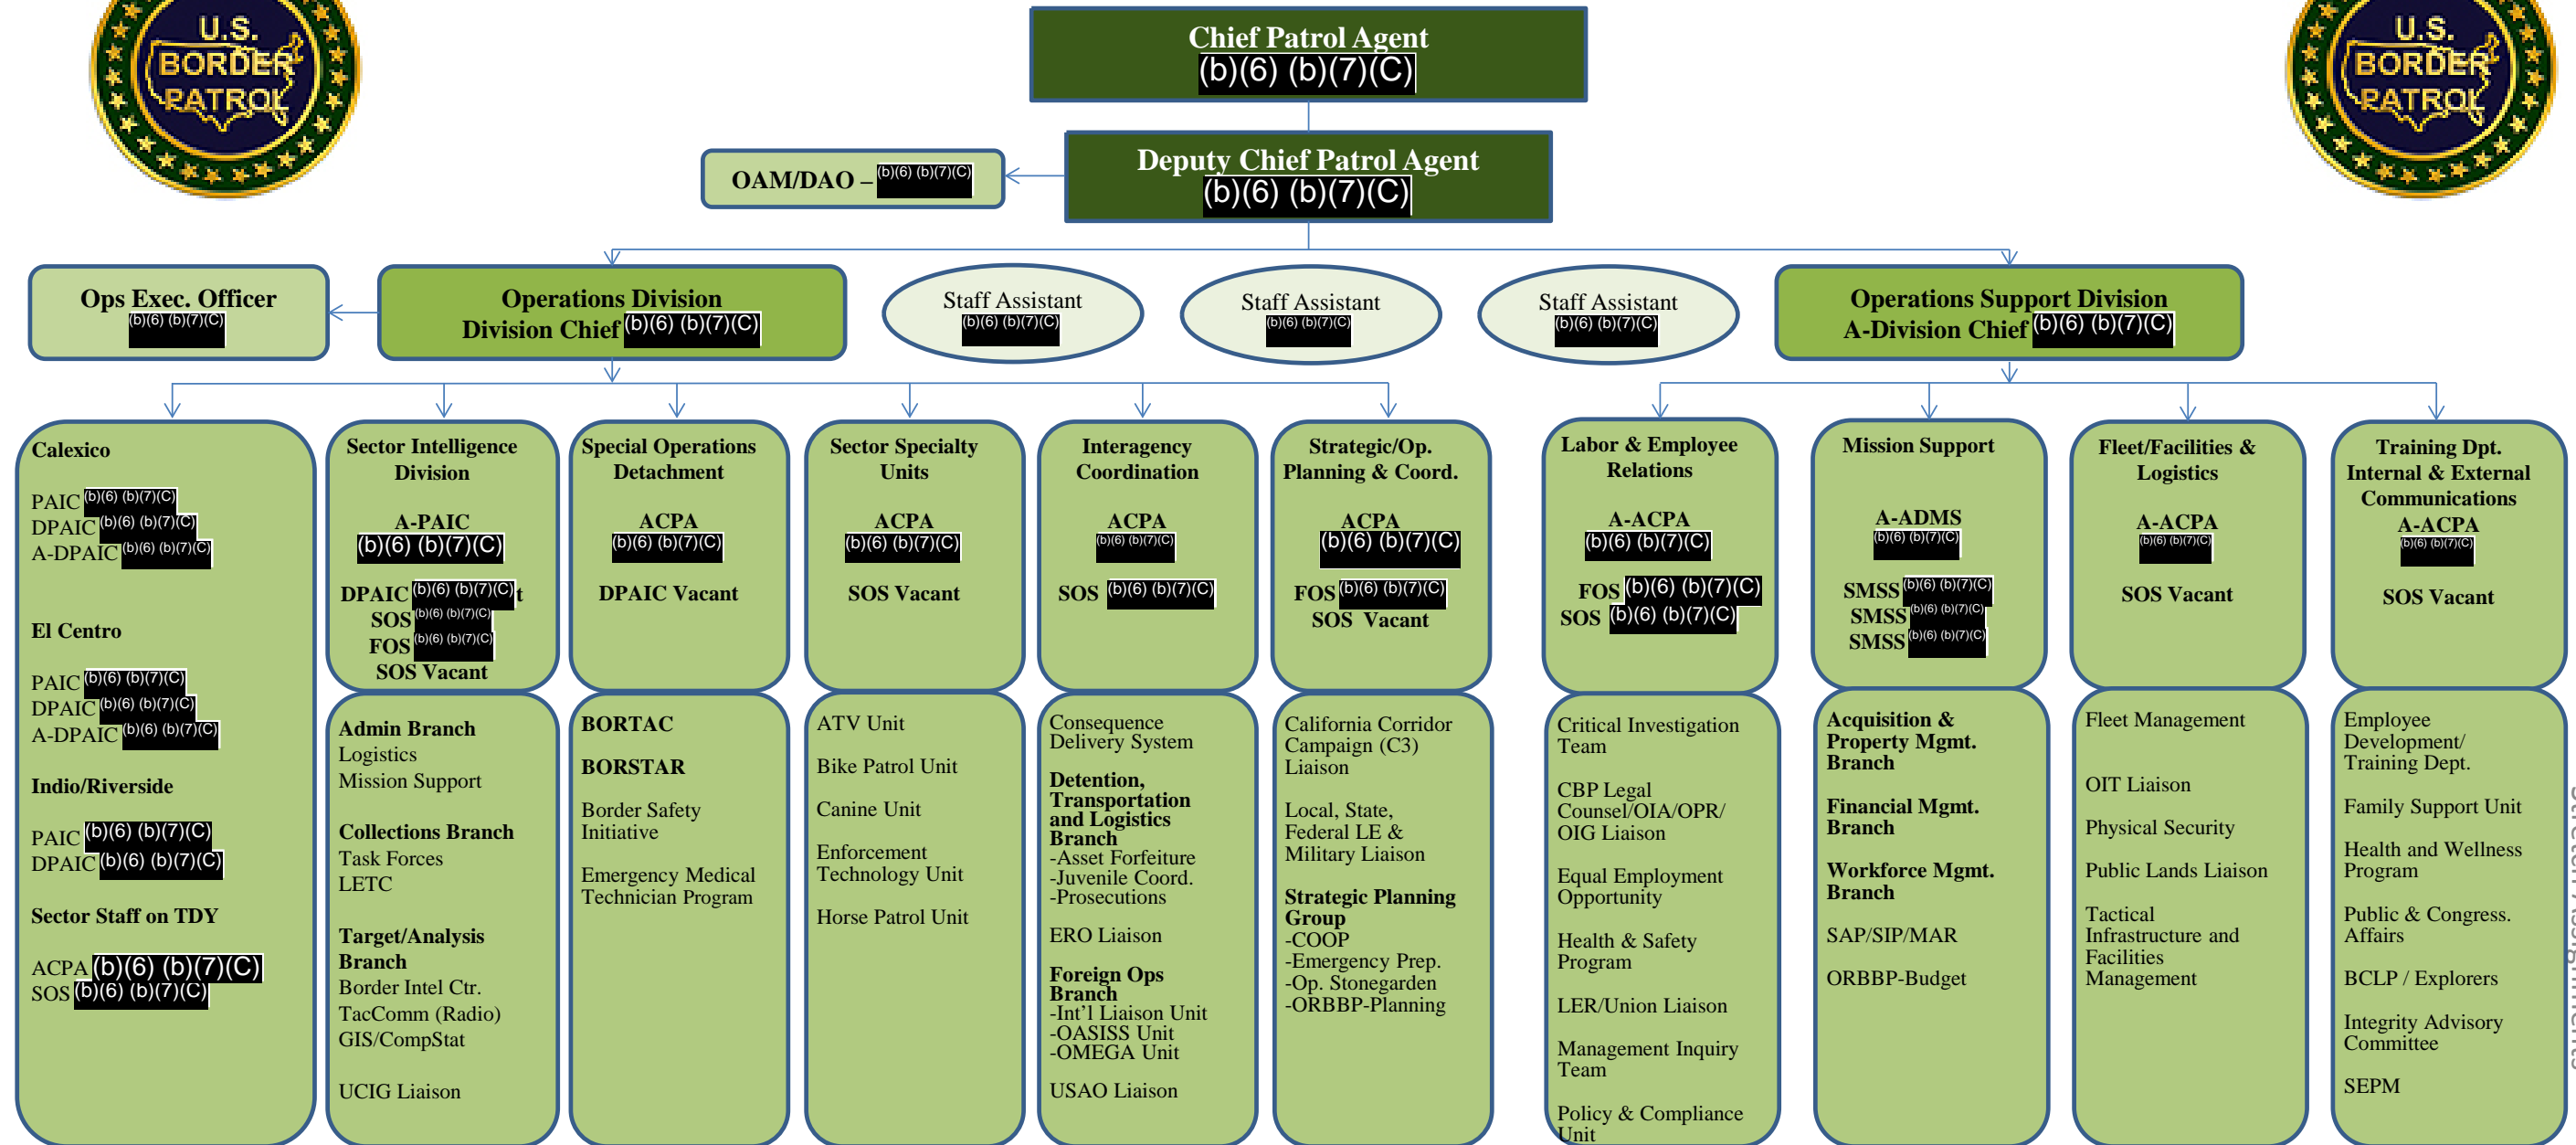 U.S.
BORDER
PATROL
U.S.
BORDER
PATROL
Chief Patrol Agent
(b)(6) (b)(7)(C)
Deputy Chief Patrol Agent
(b)(6) (b)(7)(C)
OAM/DAO – (b)(6) (b)(7)(C)
Ops Exec. Officer
(b)(6) (b)(7)(C)
Operations Division
Division Chief (b)(6) (b)(7)(C)
Staff Assistant
(b)(6) (b)(7)(C)
Staff Assistant
(b)(6) (b)(7)(C)
Staff Assistant
(b)(6) (b)(7)(C)
Operations Support Division
A-Division Chief (b)(6) (b)(7)(C)
Calexico
PAIC (b)(6) (b)(7)(C)
DPAIC (b)(6) (b)(7)(C)
A-DPAIC (b)(6) (b)(7)(C)
El Centro
PAIC (b)(6) (b)(7)(C)
DPAIC (b)(6) (b)(7)(C)
A-DPAIC (b)(6) (b)(7)(C)
Indio/Riverside
PAIC (b)(6) (b)(7)(C)
DPAIC (b)(6) (b)(7)(C)
Sector Staff on TDY
ACPA (b)(6) (b)(7)(C)
SOS (b)(6) (b)(7)(C)
Sector Intelligence
Division
A-PAIC
(b)(6) (b)(7)(C)
DPAIC (b)(6) (b)(7)(C) t
SOS (b)(6) (b)(7)(C)
FOS (b)(6) (b)(7)(C)
SOS Vacant
Admin Branch
Logistics
Mission Support
Collections Branch
Task Forces
LETC
Target/Analysis
Branch
Border Intel Ctr.
TacComm (Radio)
GIS/CompStat
UCIG Liaison
Special Operations
Detachment
ACPA
(b)(6) (b)(7)(C)
DPAIC Vacant
BORTAC
BORSTAR
Border Safety
Initiative
Emergency Medical
Technician Program
Sector Specialty
Units
ACPA
(b)(6) (b)(7)(C)
SOS Vacant
ATV Unit
Bike Patrol Unit
Canine Unit
Enforcement
Technology Unit
Horse Patrol Unit
Interagency
Coordination
ACPA
(b)(6) (b)(7)(C)
SOS (b)(6) (b)(7)(C)
Consequence
Delivery System
Detention,
Transportation
and Logistics
Branch
-Asset Forfeiture
-Juvenile Coord.
-Prosecutions
ERO Liaison
Foreign Ops
Branch
-Int'l Liaison Unit
-OASISS Unit
-OMEGA Unit
USAO Liaison
Strategic/Op.
Planning & Coord.
ACPA
(b)(6) (b)(7)(C)
FOS (b)(6) (b)(7)(C)
SOS Vacant
California Corridor
Campaign (C3)
Liaison
Local, State,
Federal LE &
Military Liaison
Strategic Planning
Group
-COOP
-Emergency Prep.
-Op. Stonegarden
-ORBBP-Planning
Labor & Employee
Relations
A-ACPA
(b)(6) (b)(7)(C)
FOS (b)(6) (b)(7)(C)
SOS (b)(6) (b)(7)(C)
Critical Investigation
Team
CBP Legal
Counsel/OIA/OPR/
OIG Liaison
Equal Employment
Opportunity
Health & Safety
Program
LER/Union Liaison
Management Inquiry
Team
Policy & Compliance
Unit
Mission Support
A-ADMS
(b)(6) (b)(7)(C)
SMSS (b)(6) (b)(7)(C)
SMSS (b)(6) (b)(7)(C)
SMSS (b)(6) (b)(7)(C)
Acquisition &
Property Mgmt.
Branch
Financial Mgmt.
Branch
Workforce Mgmt.
Branch
SAP/SIP/MAR
ORBBP-Budget
Fleet/Facilities &
Logistics
A-ACPA
(b)(6) (b)(7)(C)
SOS Vacant
Fleet Management
OIT Liaison
Physical Security
Public Lands Liaison
Tactical
Infrastructure and
Facilities
Management
Training Dpt.
Internal & External
Communications
A-ACPA
(b)(6) (b)(7)(C)
SOS Vacant
Employee
Development/
Training Dept.
Family Support Unit
Health and Wellness
Program
Public & Congress.
Affairs
BCLP / Explorers
Integrity Advisory
Committee
SEPM